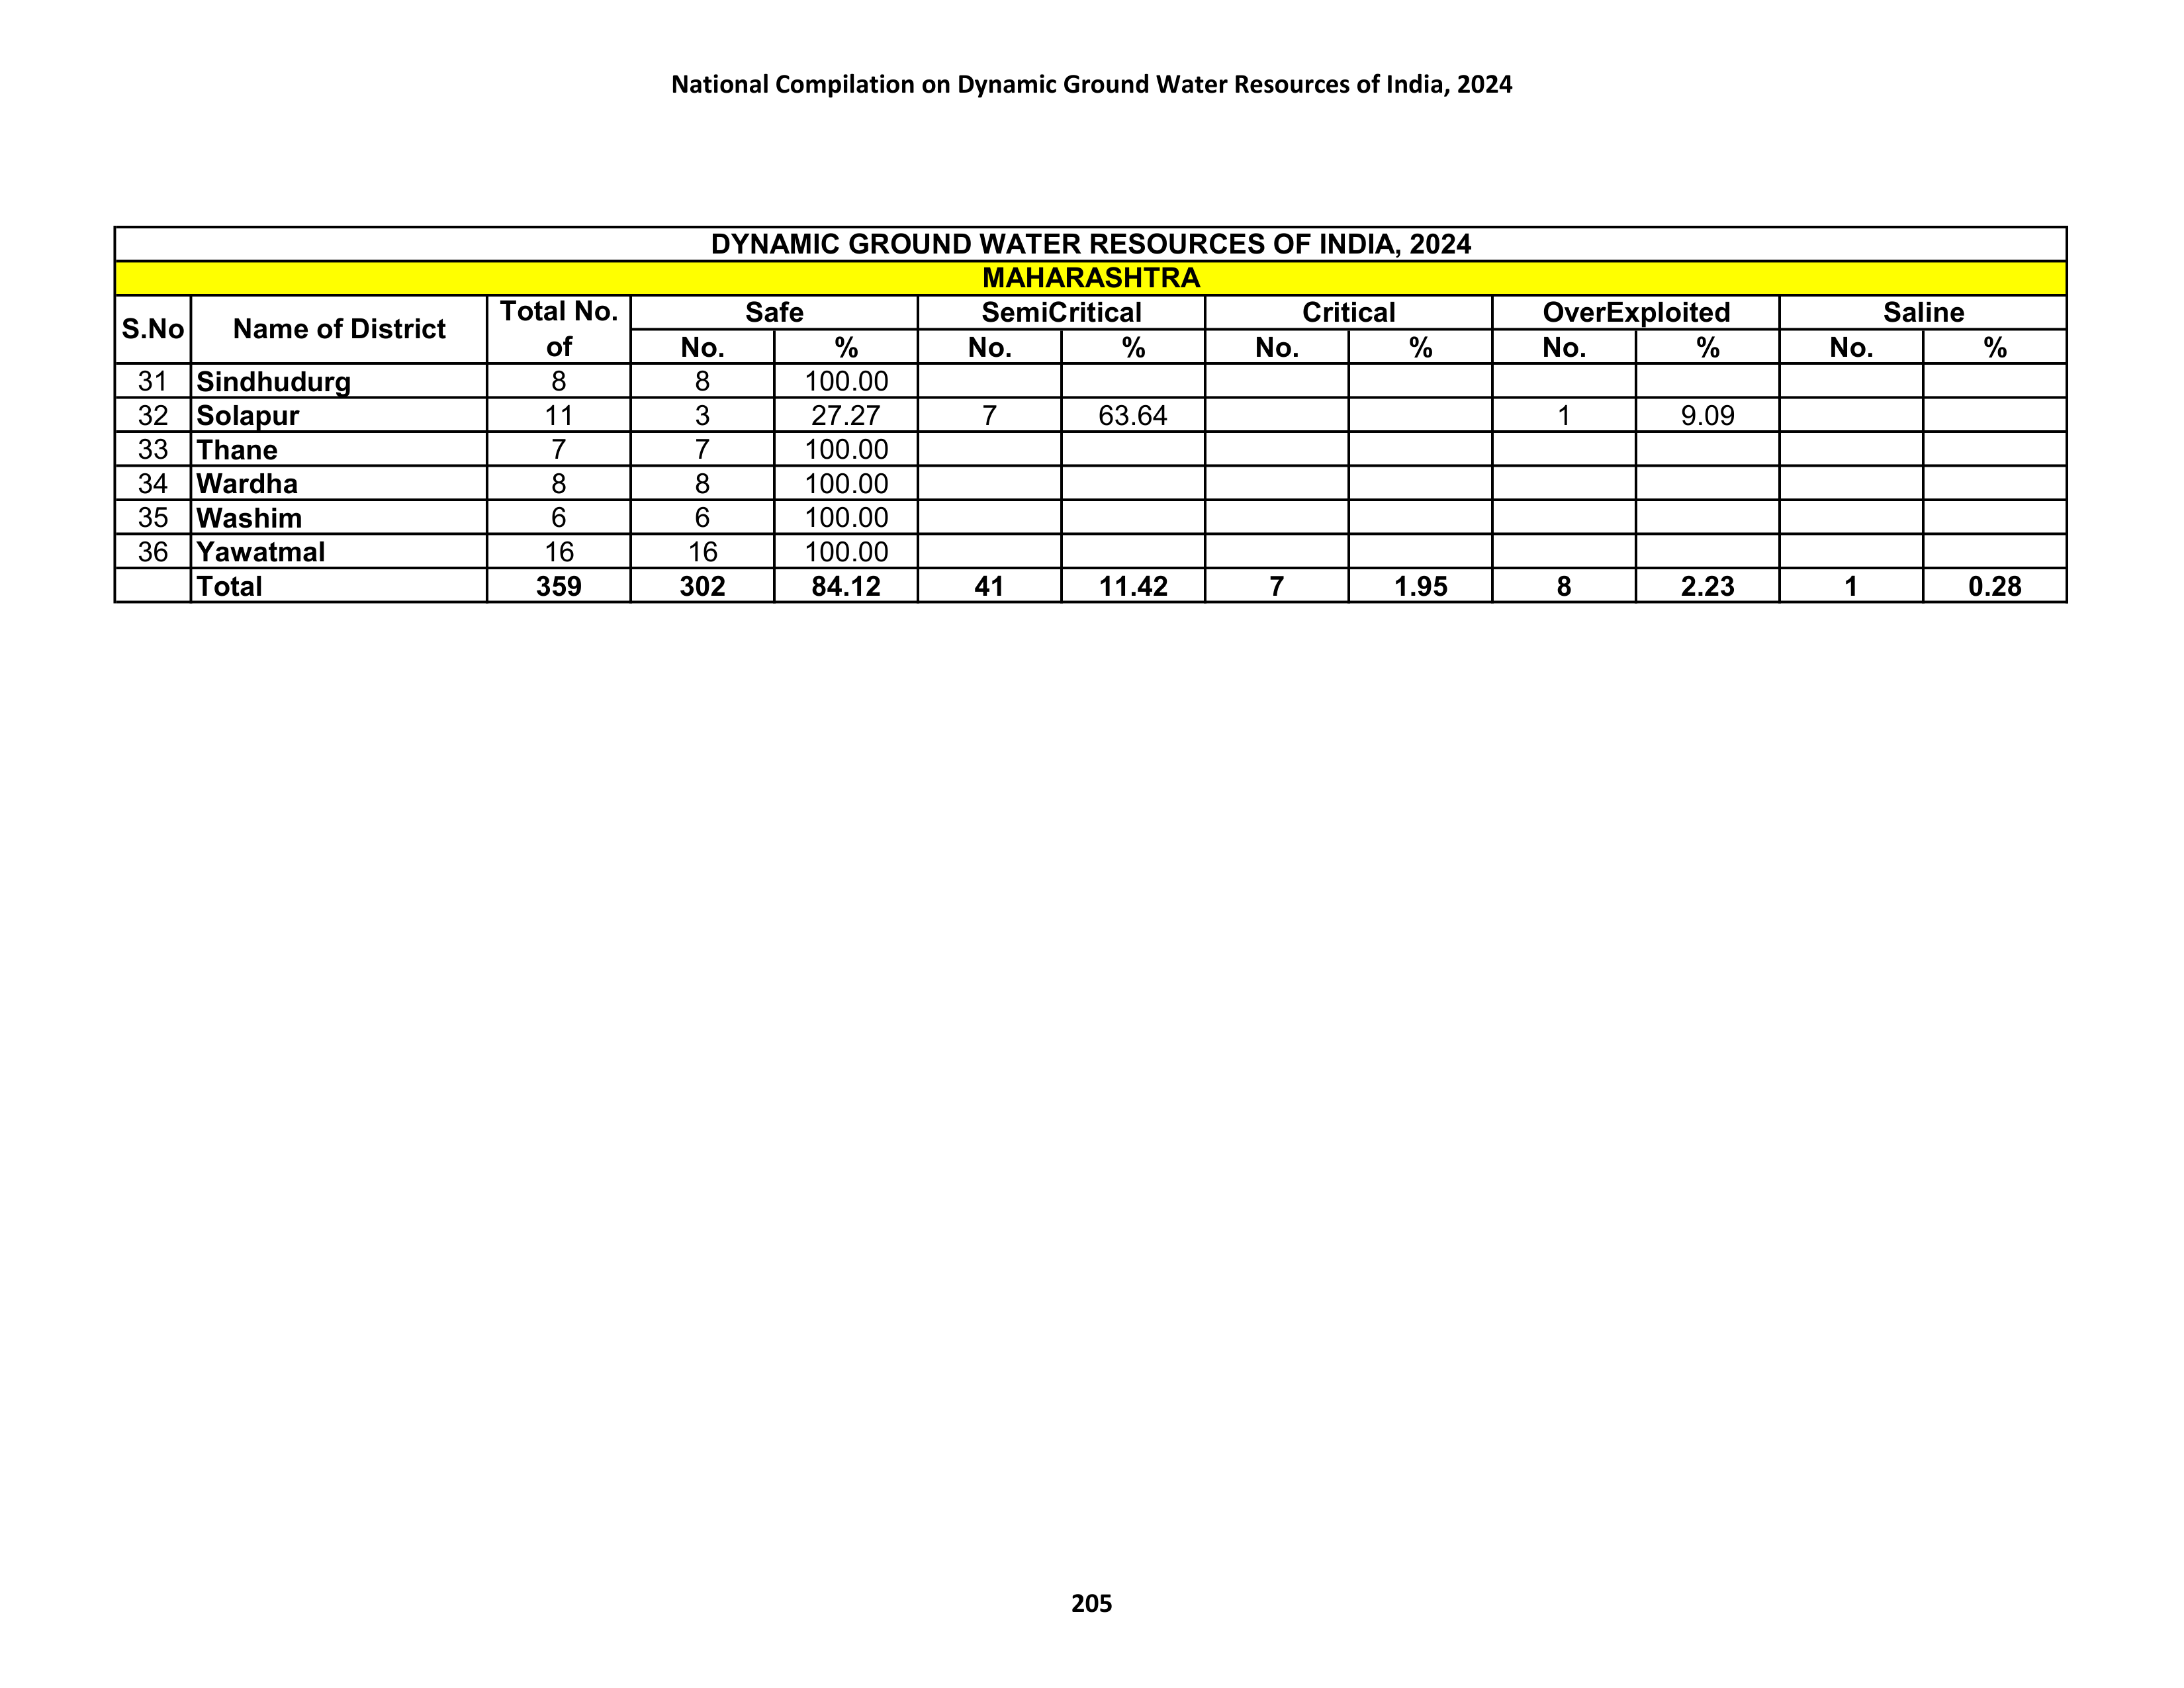 National Compilation on Dynamic Ground Water Resources of India, 2024
DYNAMIC GROUND WATER RESOURCES OF INDIA, 2024
MAHARASHTRA
S.No Name of District Total No. of Safe SemiCritical Critical OverExploited Saline
No. % No. % No. % No. % No. %
31 Sindhudurg 8 8 100.00
32 Solapur 11 3 27.27 7 63.64 1 9.09
33 Thane 7 7 100.00
34 Wardha 8 8 100.00
35 Washim 6 6 100.00
36 Yawatmal 16 16 100.00
Total 359 302 84.12 41 11.42 7 1.95 8 2.23 1 0.28
205